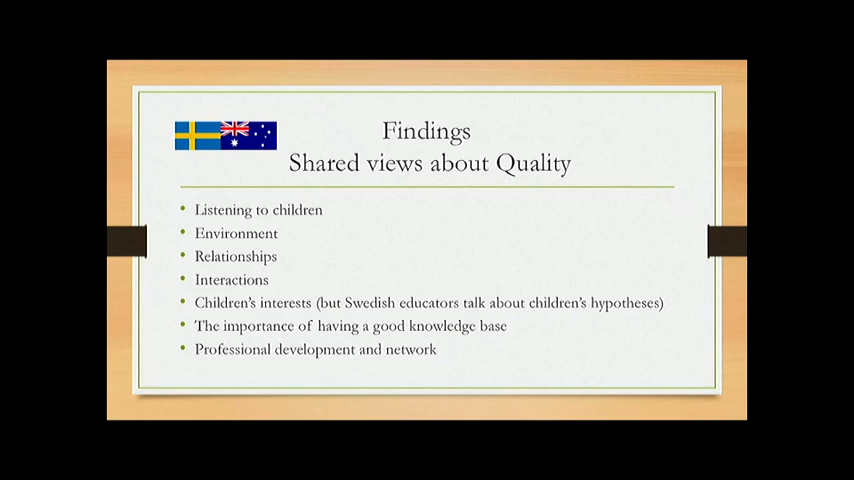 Findings
Shared views about Quality
• Listening to children
• Environment
• Relationships
• Interactions
• Children's interests (but Swedish educators talk about children's hypotheses)
• The importance of having a good knowledge base
• Professional development and network